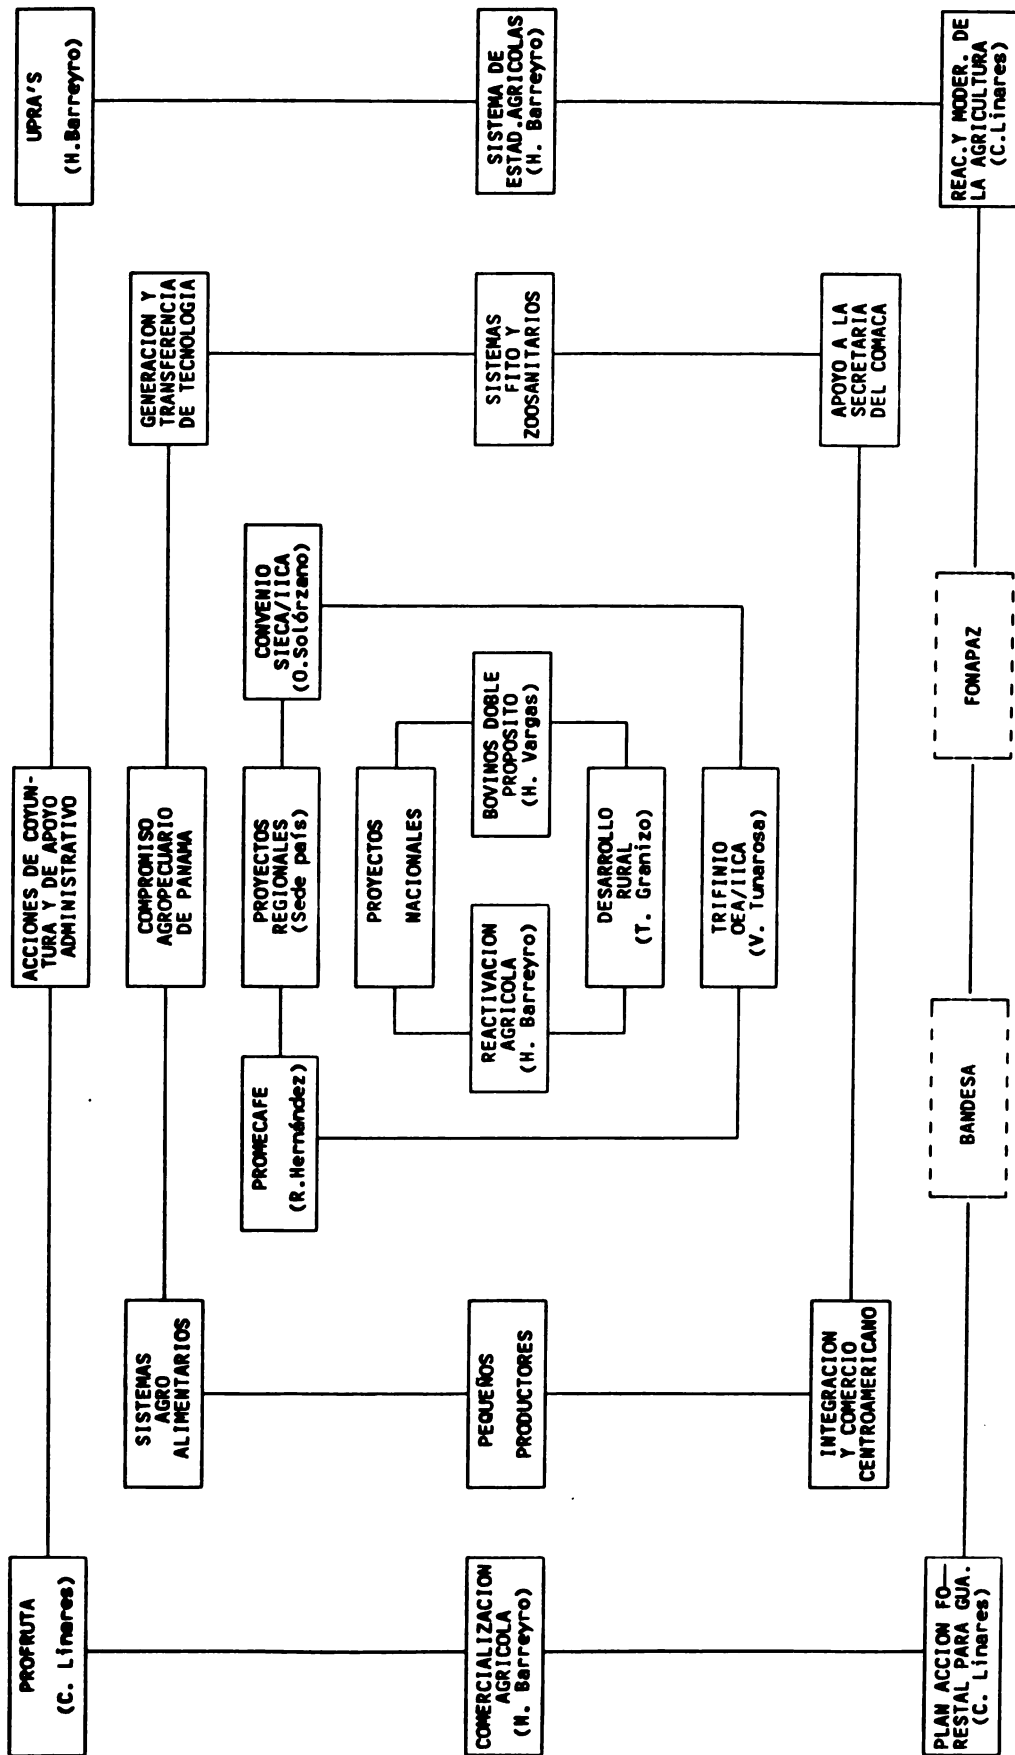 PROFRUTA
(C. Linares)
ACCIONES DE COYUN-
TURA Y DE APOYO
ADMINISTRATIVO
UPRA'S
(H.Barreyro)
SISTEMAS
AGRO
ALIMENTARIOS
COMPROMISO
AGROPECUARIO
DE PANAMA
GENERACION Y
TRANSFERENCIA
DE TECNOLOGIA
PROMECAFE
(R.Hernández)
PROYECTOS
REGIONALES
(Sede país)
CONVENIO
SIECA/IICA
(O.Solórzano)
PROYECTOS
NACIONALES
COMERCIALIZACION
AGRICOLA
(M. Barreyro)
PEQUEÑOS
PRODUCTORES
REACTIVACION
AGRICOLA
(H. Barreyro)
BOVINOS DOBLE
PROPOSITO
(H. Vargas)
SISTEMAS
FITO Y
ZOOSANITARIOS
SISTEMA DE
ESTAD.AGRICOLAS
(H. Barreyro)
DESARROLLO
RURAL
(T. Granizo)
TRIFINIO
OEA/IICA
(V. Tunarosa)
INTEGRACION
Y COMERCIO
CENTROAMERICANO
APOYO A LA
SECRETARIA
DEL COMACA
PLAN ACCION FO—
RESTAL PARA GUA.
(C. Linares)
BANDESA
FONAPAZ
REAC.Y MODER. DE
LA AGRICULTURA
(C.Linares)